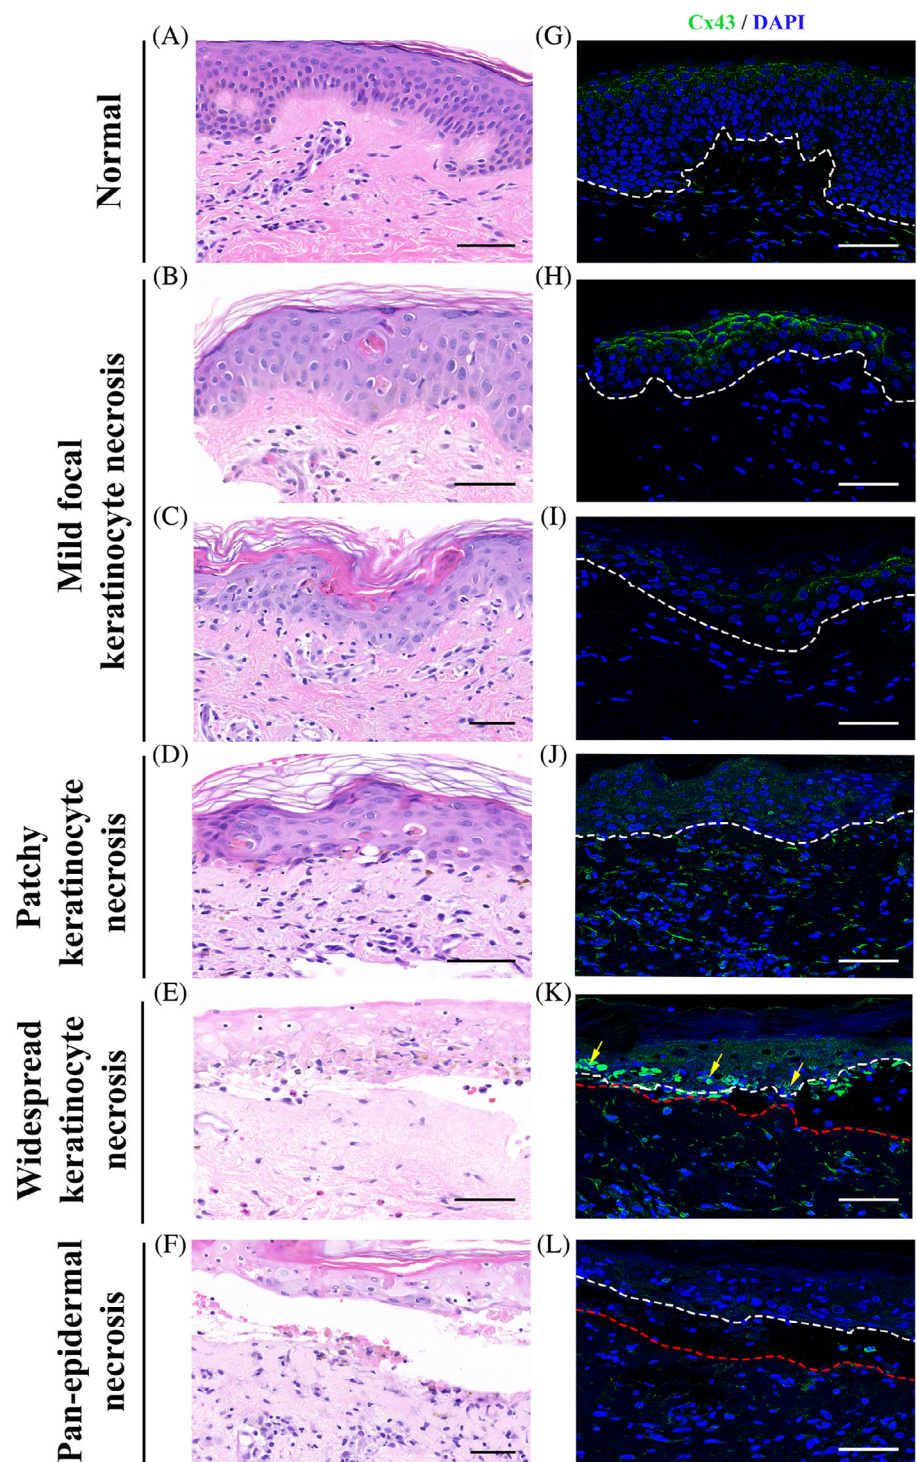 Cx43 / DAPI
(A)
(G)
Normal
(B)
(H)
Mild focal
keratinocyte necrosis
(C)
(I)
(D)
(J)
Patchy
keratinocyte
necrosis
(E)
(K)
Widespread
keratinocyte
necrosis
(F)
(L)
Pan-epidermal
necrosis